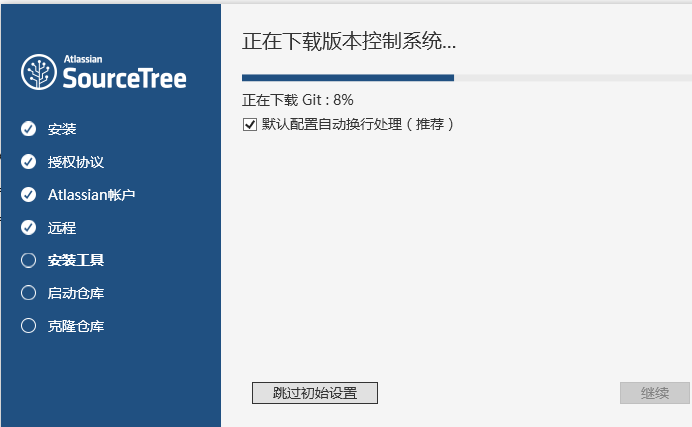 Atlassian
SourceTree
安装
授权协议
Atlassian帐户
远程
安装工具
启动仓库
克隆仓库
正在下载版本控制系统...
正在下载 Git : 8%
默认配置自动换行处理（推荐）
跳过初始设置
继续